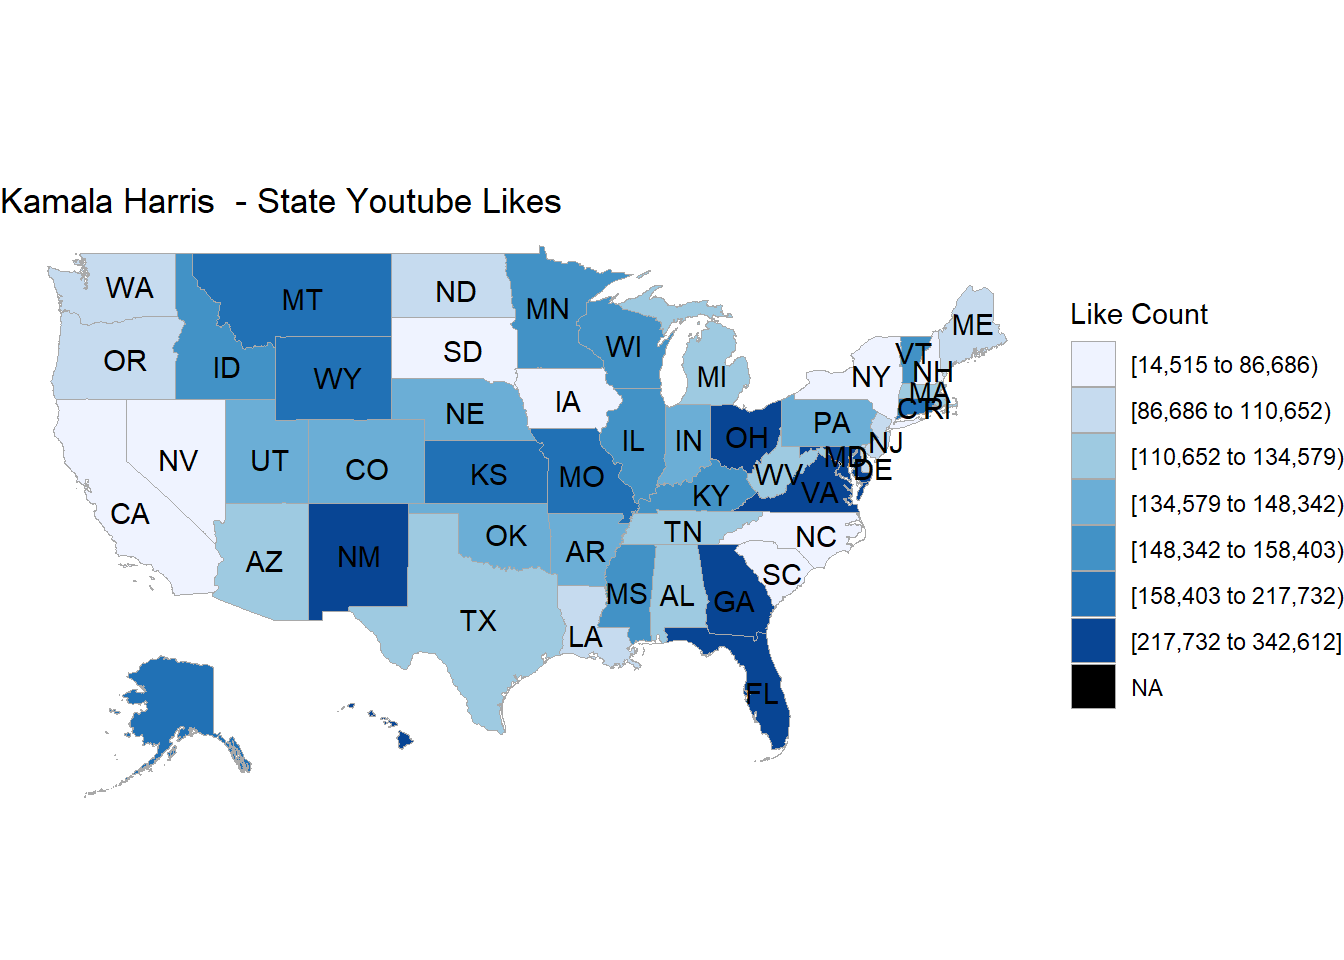 Kamala Harris  - State Youtube Likes
WA
MT
ND
MN
ME
OR
ID
WY
SD
WI
MI
NY
VT
NH
MA
NE
IA
CT
RI
PA
NV
UT
CO
KS
MO
IL
IN
OH
NJ
MD
DE
WV
VA
CA
KY
AZ
NM
OK
AR
TN
NC
SC
TX
LA
MS
AL
GA
FL
Like Count
[14,515 to 86,686)
[86,686 to 110,652)
[110,652 to 134,579)
[134,579 to 148,342)
[148,342 to 158,403)
[158,403 to 217,732)
[217,732 to 342,612]
NA